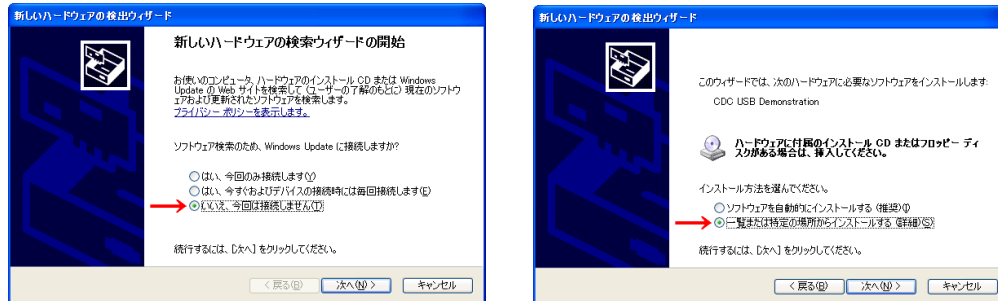 新しいハードウェアの検出ウィザード
新しいハードウェアの検索ウィザードの開始
お使いのコンピュータ、ハードウェアのインストール CD または Windows
Update の Web サイトを検索して (ユーザーの了解のもとに) 現在のソフトウ
ェアおよび更新されたソフトウェアを検索します。
プライバシー ポリシーを表示します。
ソフトウェア検索のため、Windows Update に接続しますか?
はい、今回のみ接続します(Y)
はい、今すぐおよびデバイスの接続時には毎回接続します(E)
いいえ、今回は接続しません(T)
続行するには、[次へ] をクリックしてください。
< 戻る(B)
次へ(N) >
キャンセル
新しいハードウェアの検出ウィザード
このウィザードでは、次のハードウェアに必要なソフトウェアをインストールします:
CDC USB Demonstration
ハードウェアに付属のインストール CD またはフロッピー ディ
スクがある場合は、挿入してください。
インストール方法を選んでください。
ソフトウェアを自動的にインストールする (推奨)(I)
一覧または特定の場所からインストールする (詳細)(S)
続行するには、[次へ] をクリックしてください。
< 戻る(B)
次へ(N) >
キャンセル